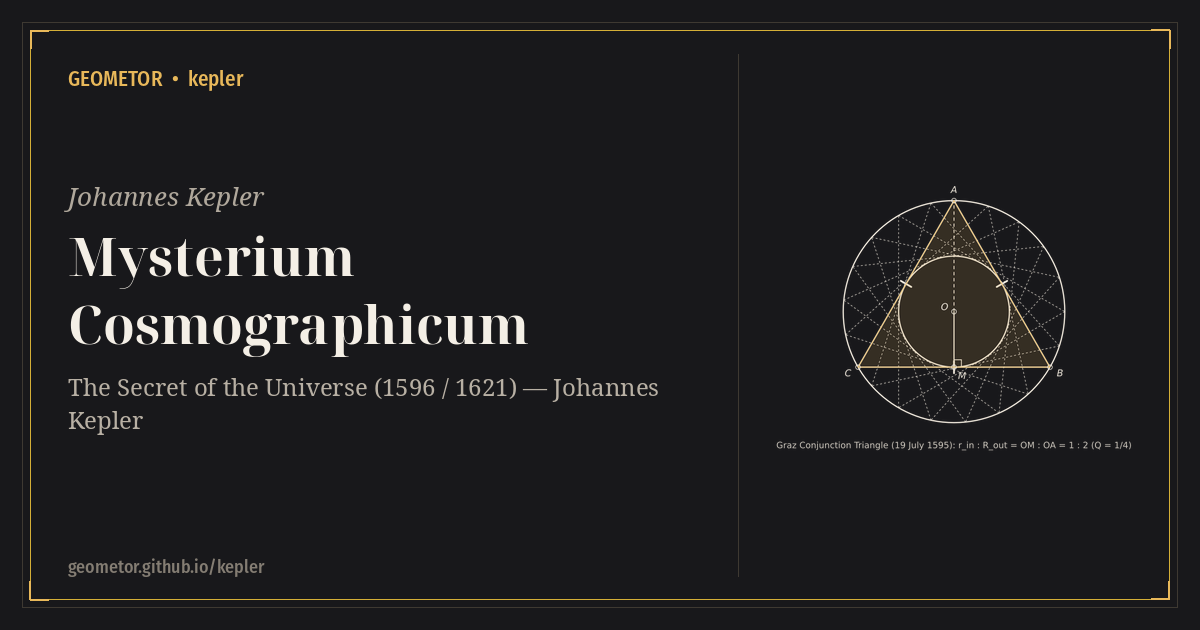 GEOMETOR • kepler
Johannes Kepler
Mysterium
Cosmographicum
The Secret of the Universe (1596 / 1621) — Johannes
Kepler
geometor.github.io/kepler
A
O
C
M
B
Graz Conjunction Triangle (19 July 1595): r_in : R_out = OM : OA = 1 : 2 (Q = 1/4)